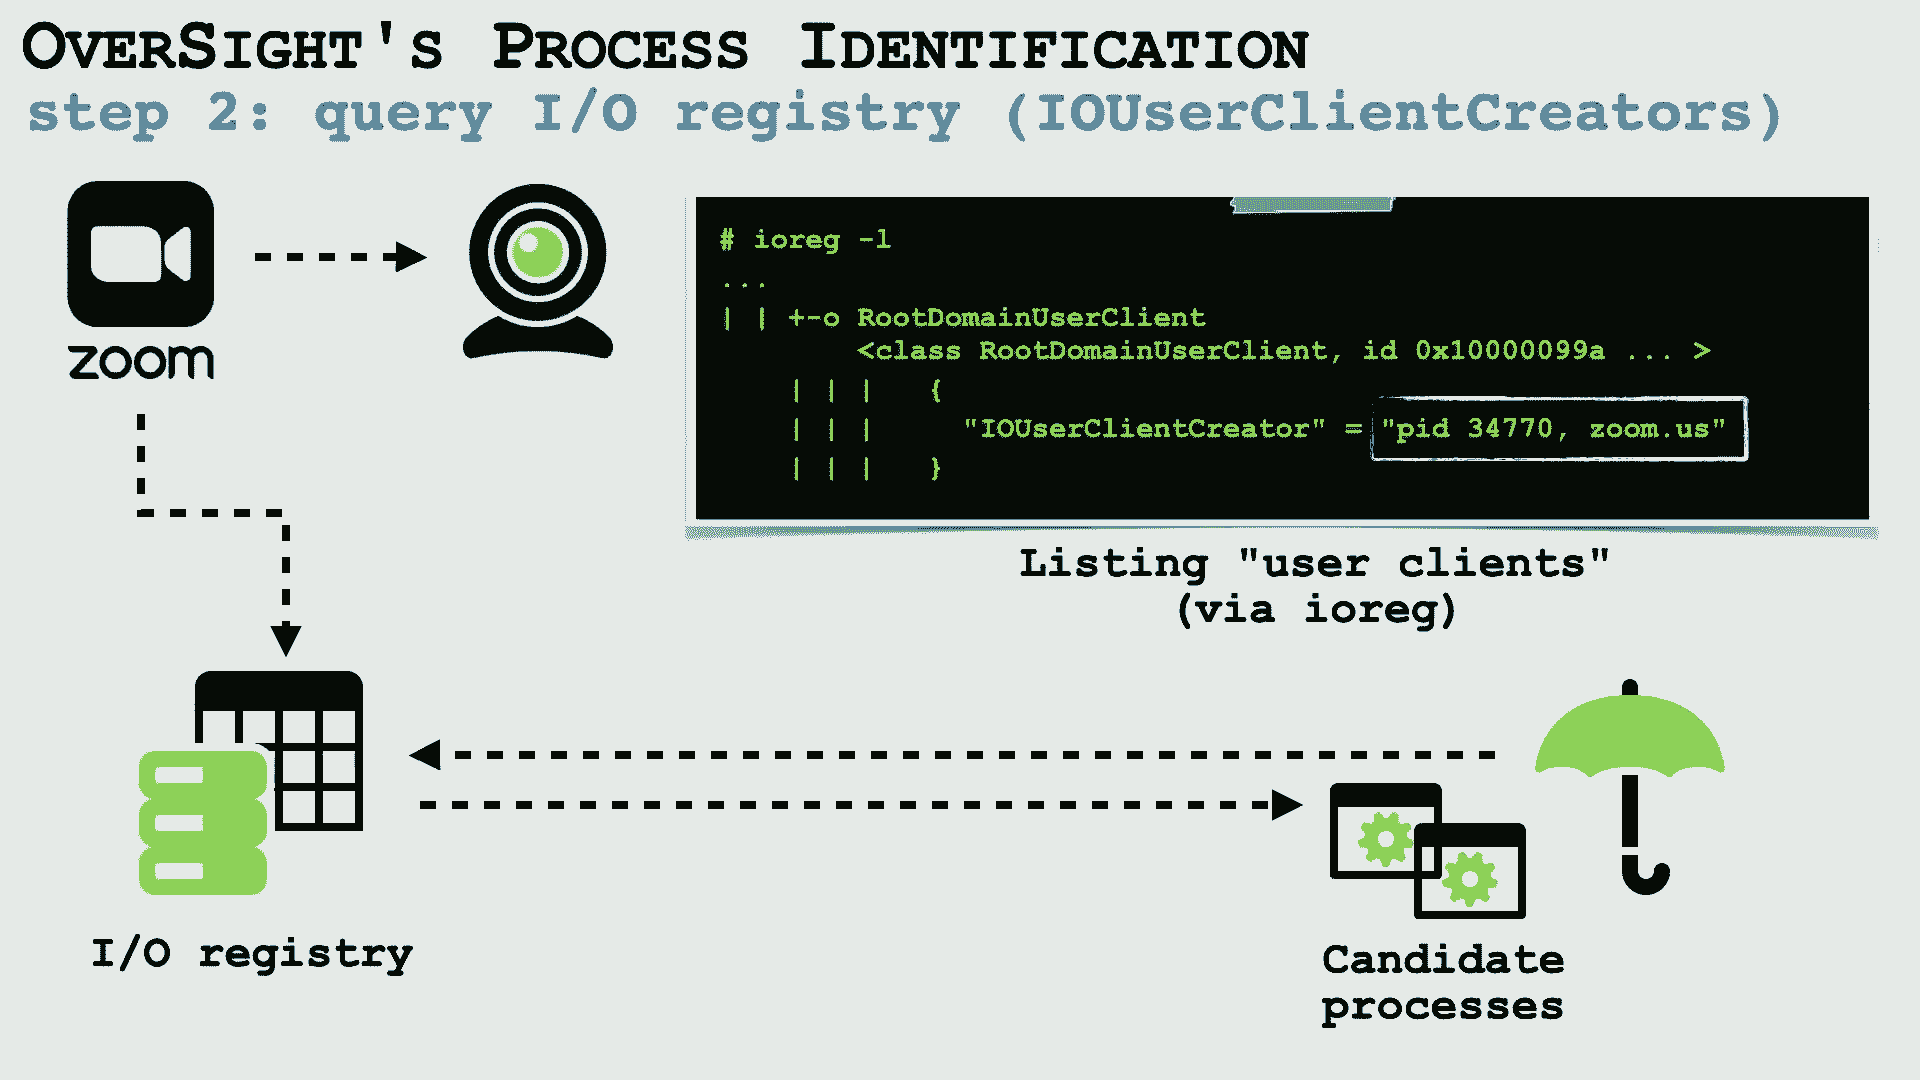 OverSight's Process Identification
step 2: query I/O registry (IOUserClientCreators)
zoom
# ioreg -l
...
| | +-o RootDomainUserClient
<class RootDomainUserClient, id 0x10000099a ... >
| | | {
| | | "IOUserClientCreator" = "pid 34770, zoom.us"
| | | }
Listing "user clients"
(via ioreg)
I/O registry
Candidate
processes